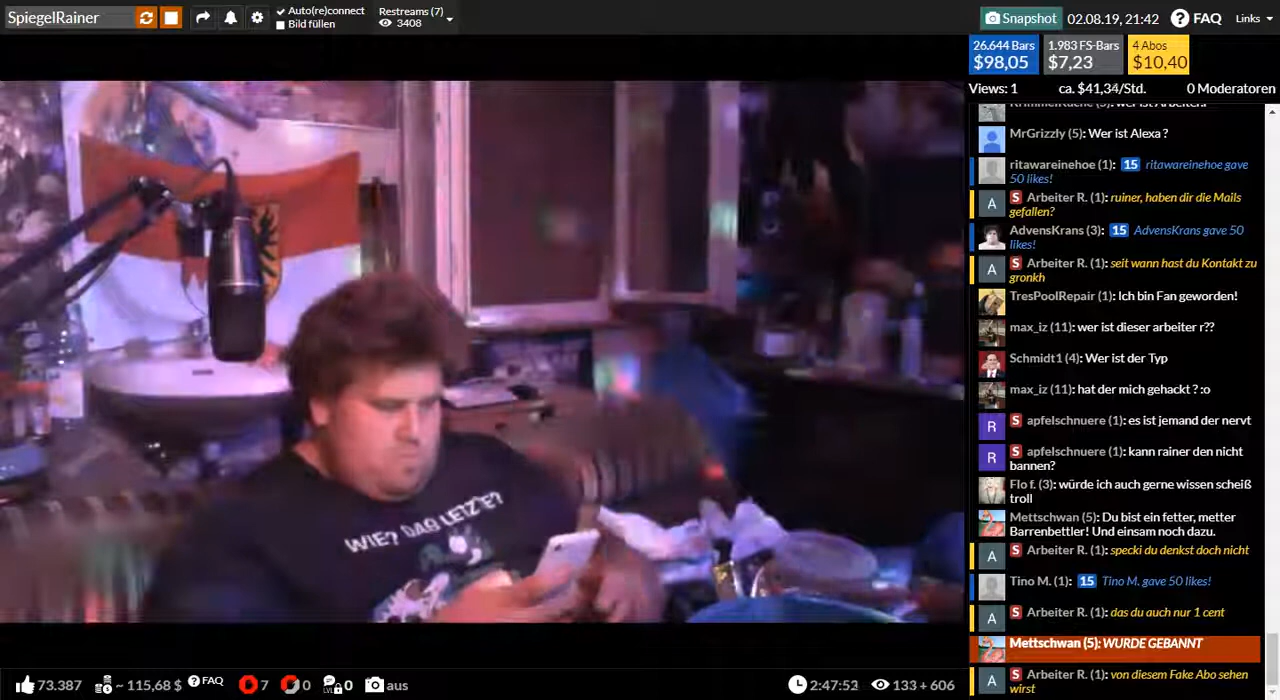 SpiegelRainer
Auto(re)connect
Bild füllen
Restreams (7)
3408
Snapshot
02.08.19, 21:42
FAQ
Links
26.644 Bars
$98,05
1.983 FS-Bars
$7,23
4 Abos
$10,40
Views: 1
ca. $41,34/Std.
0 Moderatoren
MrGrizzly (5): Wer ist Alexa ?
ritawareinehoe (1): 15 ritawareinehoe gave
50 likes!
A
S Arbeiter R. (1): ruiner, haben dir die Mails
gefallen?
AdvensKrans (3): 15 AdvensKrans gave 50
likes!
A
S Arbeiter R. (1): seit wann hast du Kontakt zu
gronkh
TresPoolRepair (1): Ich bin Fan geworden!
max_iz (11): wer ist dieser arbeiter r??
Schmidt1 (4): Wer ist der Typ
max_iz (11): hat der mich gehackt ? :o
R
S apfelschnuere (1): es ist jemand der nervt
R
S apfelschnuere (1): kann rainer den nicht
bannen?
Flo f. (3): würde ich auch gerne wissen scheiß
troll
Mettschwan (5): Du bist ein fetter, metter
Barrenbettler! Und einsam noch dazu.
A
S Arbeiter R. (1): specki du denkst doch nicht
Tino M. (1): 15 Tino M. gave 50 likes!
A
S Arbeiter R. (1): das du auch nur 1 cent
Mettschwan (5): WURDE GEBANNT
A
S Arbeiter R. (1): von diesem Fake Abo sehen
wirst
WIE? DAS LETZTE?
73.387
~ 115,68 $
FAQ
7
0
LVL
0
aus
2:47:52
133 + 606